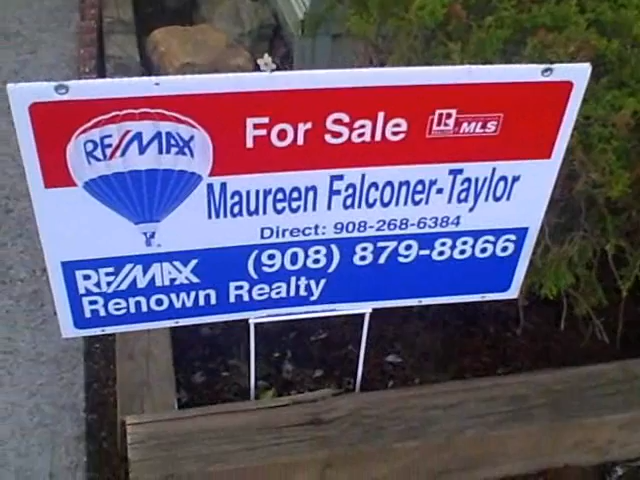 For Sale
R MLS
RE/MAX
Maureen Falconer-Taylor
Direct: 908-268-6384
RE/MAX (908) 879-8866
Renown Realty